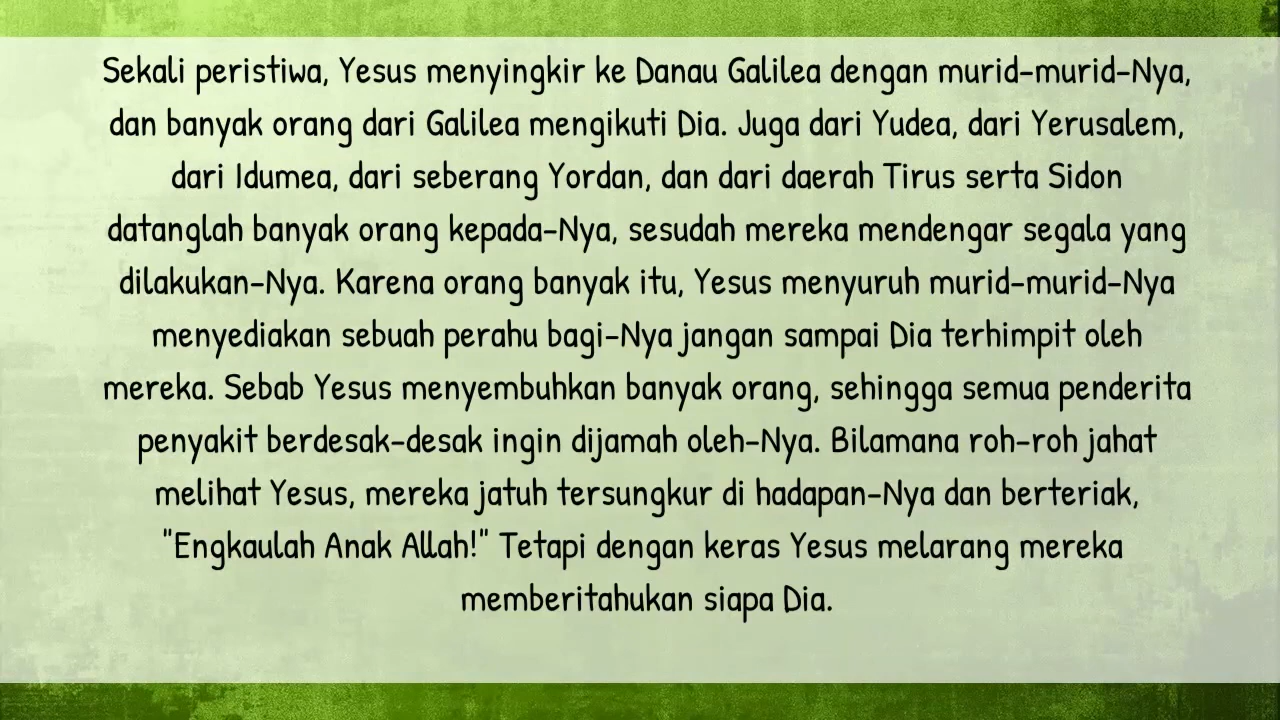 Sekali peristiwa, Yesus menyingkir ke Danau Galilea dengan murid-murid-Nya,
dan banyak orang dari Galilea mengikuti Dia. Juga dari Yudea, dari Yerusalem,
dari Idumea, dari seberang Yordan, dan dari daerah Tirus serta Sidon
datanglah banyak orang kepada-Nya, sesudah mereka mendengar segala yang
dilakukan-Nya. Karena orang banyak itu, Yesus menyuruh murid-murid-Nya
menyediakan sebuah perahu bagi-Nya jangan sampai Dia terhimpit oleh
mereka. Sebab Yesus menyembuhkan banyak orang, sehingga semua penderita
penyakit berdesak-desak ingin dijamah oleh-Nya. Bilamana roh-roh jahat
melihat Yesus, mereka jatuh tersungkur di hadapan-Nya dan berteriak,
"Engkaulah Anak Allah!" Tetapi dengan keras Yesus melarang mereka
memberitahukan siapa Dia.